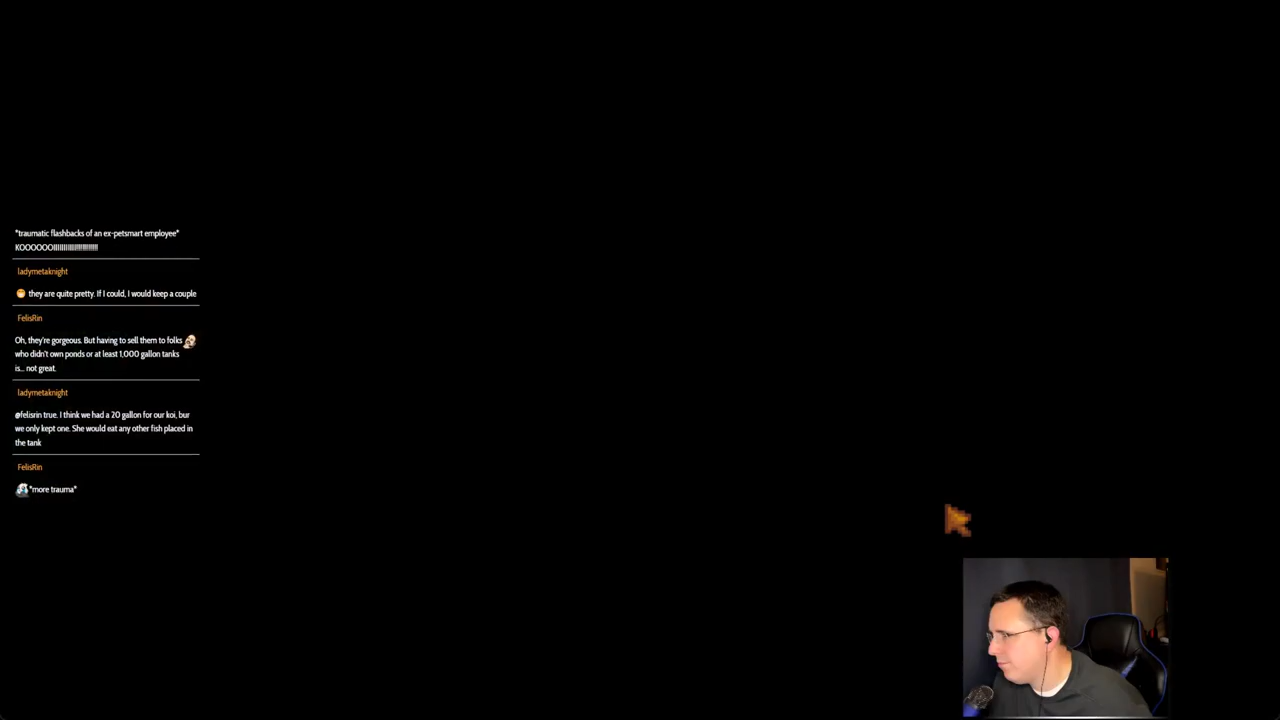 *traumatic flashbacks of an ex-petsmart employee*
KOOOOOOIIIIIIIIIIIII!!!!!!!!!!!!!
ladymetaknight
they are quite pretty. If I could, I would keep a couple
FelisRin
Oh, they're gorgeous. But having to sell them to folks
who didn't own ponds or at least 1,000 gallon tanks
is... not great.
ladymetaknight
@felisrin true. I think we had a 20 gallon for our koi, bur
we only kept one. She would eat any other fish placed in
the tank
FelisRin
*more trauma*